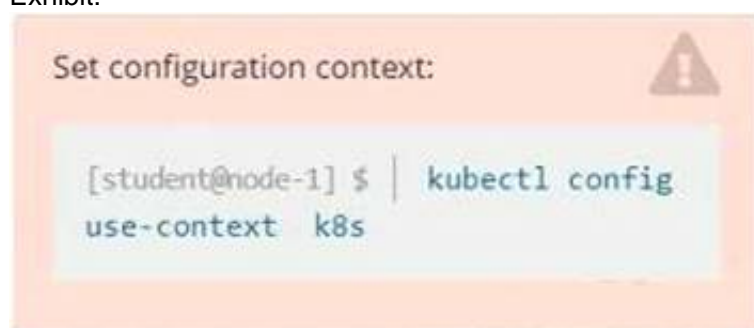 Exhibit:
Set configuration context:
[student@node-1] $ | kubectl config
use-context k8s